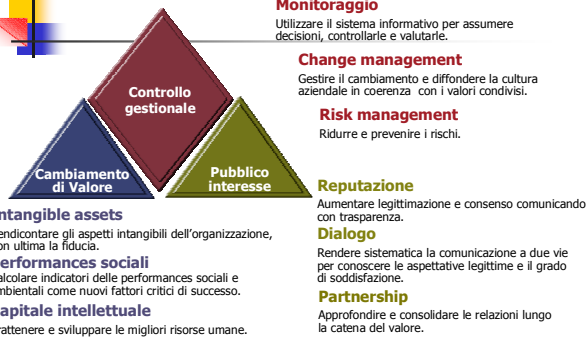 Monitoraggio
Utilizzare il sistema informativo per assumere
decisioni, controllarle e valutarle.
Change management
Gestire il cambiamento e diffondere la cultura
aziendale in coerenza con i valori condivisi.
Risk management
Ridurre e prevenire i rischi.
Controllo
gestionale
Cambiamento
di Valore
Pubblico
interesse
Reputazione
Aumentare legittimazione e consenso comunicando
con trasparenza.
Dialogo
Rendere sistematica la comunicazione a due vie
per conoscere le aspettative legittime e il grado
di soddisfazione.
Partnership
Approfondire e consolidare le relazioni lungo
la catena del valore.
ntangible assets
endicontare gli aspetti intangibili dell'organizzazione,
on ultima la fiducia.
erformances sociali
alcolare indicatori delle performances sociali e
mbientali come nuovi fattori critici di successo.
apitale intellettuale
rattenere e sviluppare le migliori risorse umane.